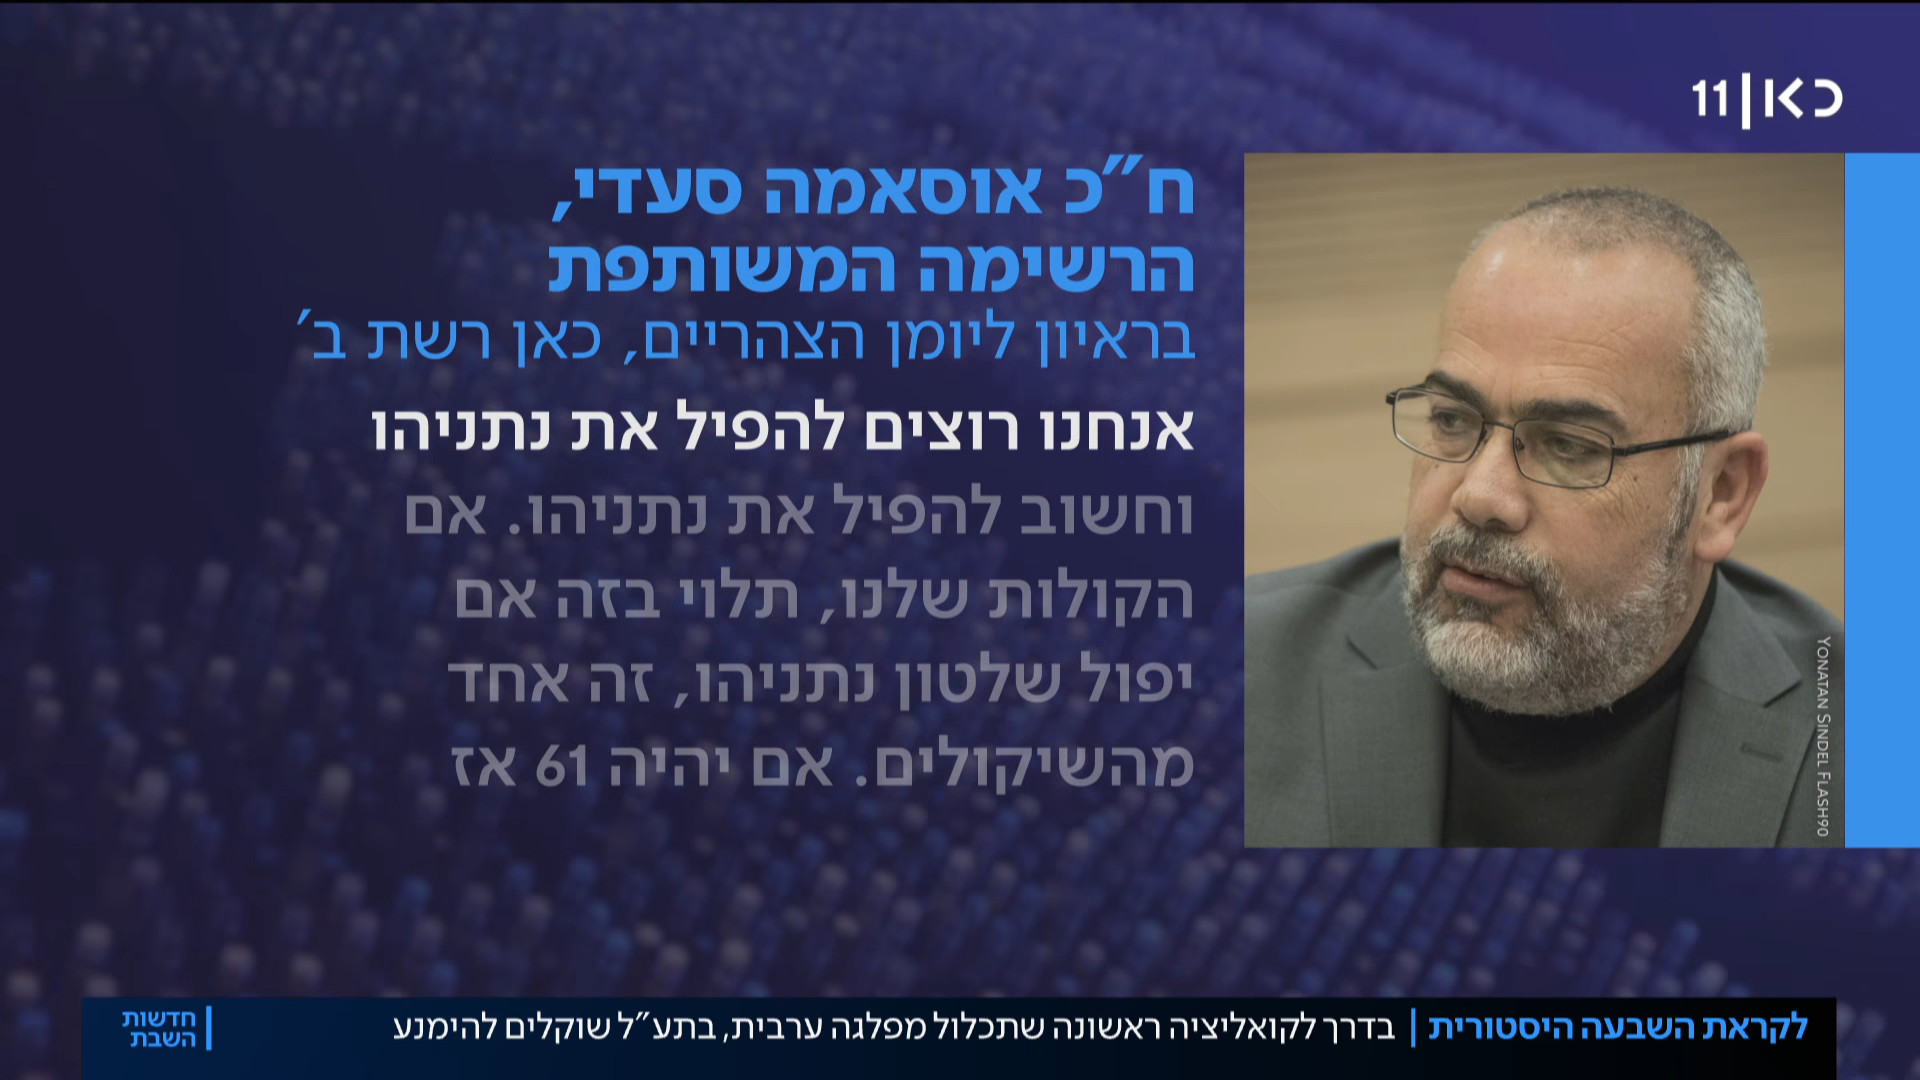 כאן 11
ח"כ אוסאמה סעדי,
הרשימה המשותפת
בראיון ליומן הצהריים, כאן רשת ב'
אנחנו רוצים להפיל את נתניהו
וחשוב להפיל את נתניהו. אם
הקולות שלנו, תלוי בזה אם
יפול שלטון נתניהו, זה אחד
מהשיקולים. אם יהיה 61 אז
YONATAN SINDEL FLASH90
לקראת השבעה היסטורית | בדרך לקואליציה ראשונה שתכלול מפלגה ערבית, בתע"ל שוקלים להימנע
חדשות
השבת